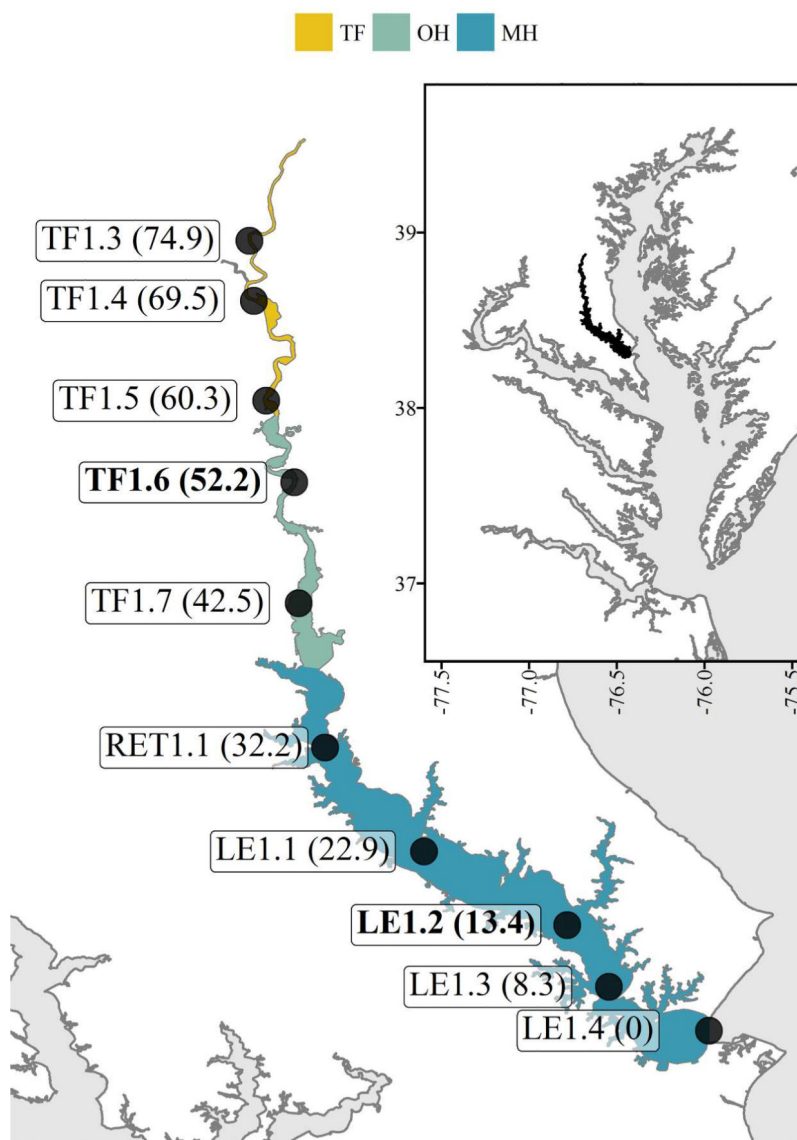 TF OH MH
TF1.3 (74.9)
TF1.4 (69.5)
TF1.5 (60.3)
TF1.6 (52.2)
TF1.7 (42.5)
RET1.1 (32.2)
LE1.1 (22.9)
LE1.2 (13.4)
LE1.3 (8.3)
LE1.4 (0)
39
38
37
-77.5
-77.0
-76.5
-76.0
-75.5